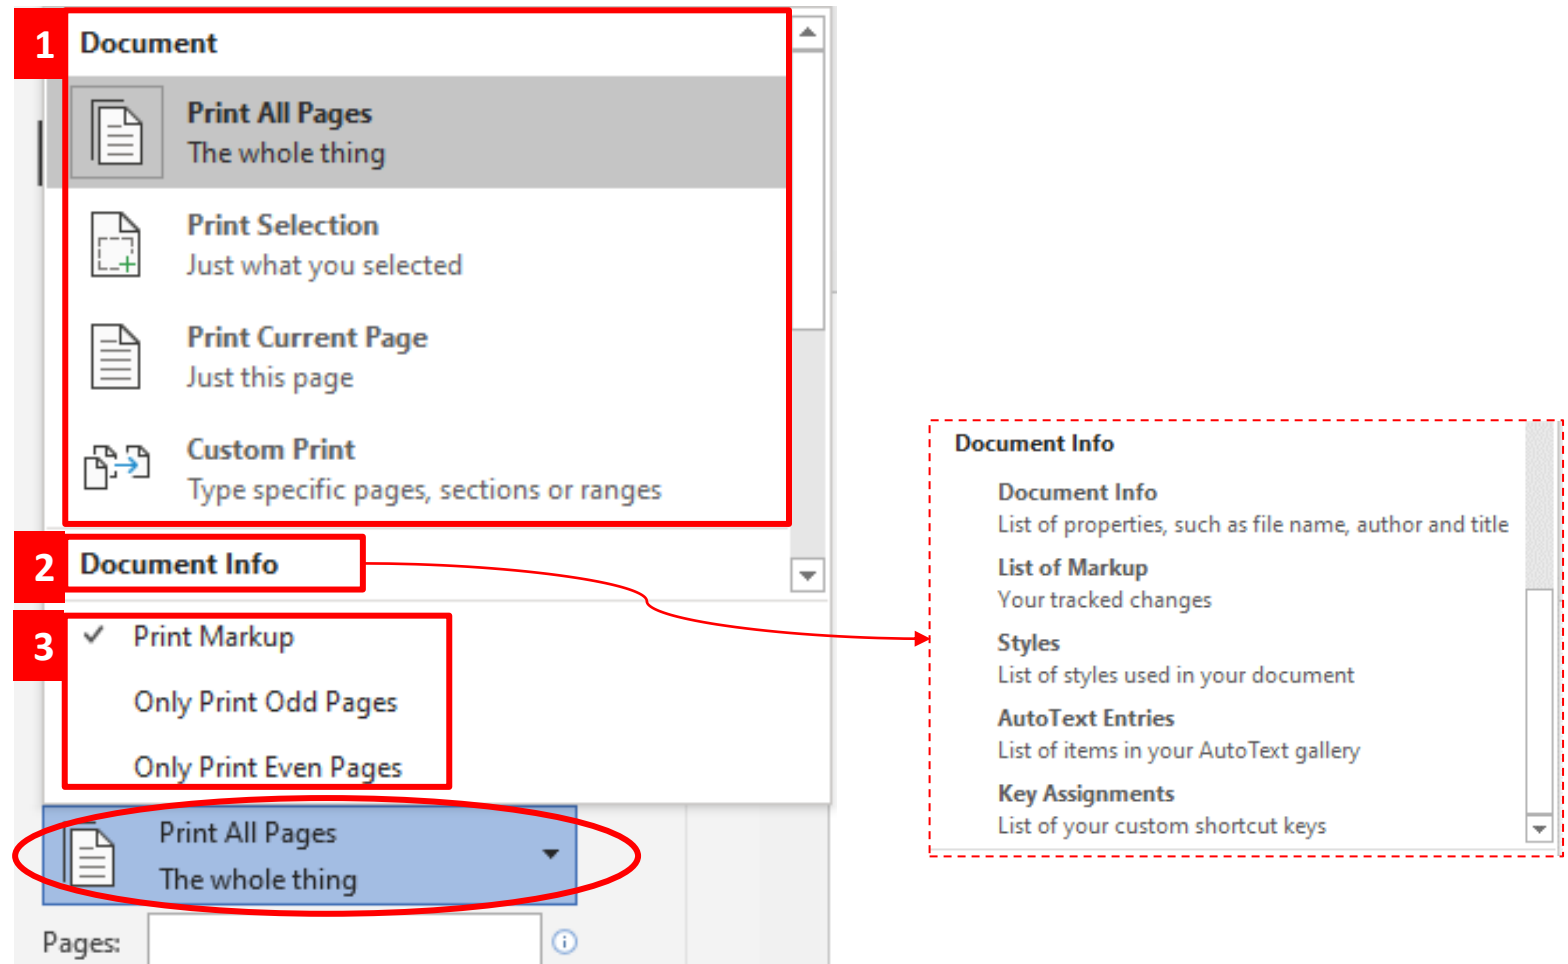 1
Document
Print All Pages
The whole thing
Print Selection
Just what you selected
Print Current Page
Just this page
Custom Print
Type specific pages, sections or ranges
2
Document Info
3
Print Markup
Only Print Odd Pages
Only Print Even Pages
Print All Pages
The whole thing
Pages:
Document Info
Document Info
List of properties, such as file name, author and title
List of Markup
Your tracked changes
Styles
List of styles used in your document
AutoText Entries
List of items in your AutoText gallery
Key Assignments
List of your custom shortcut keys